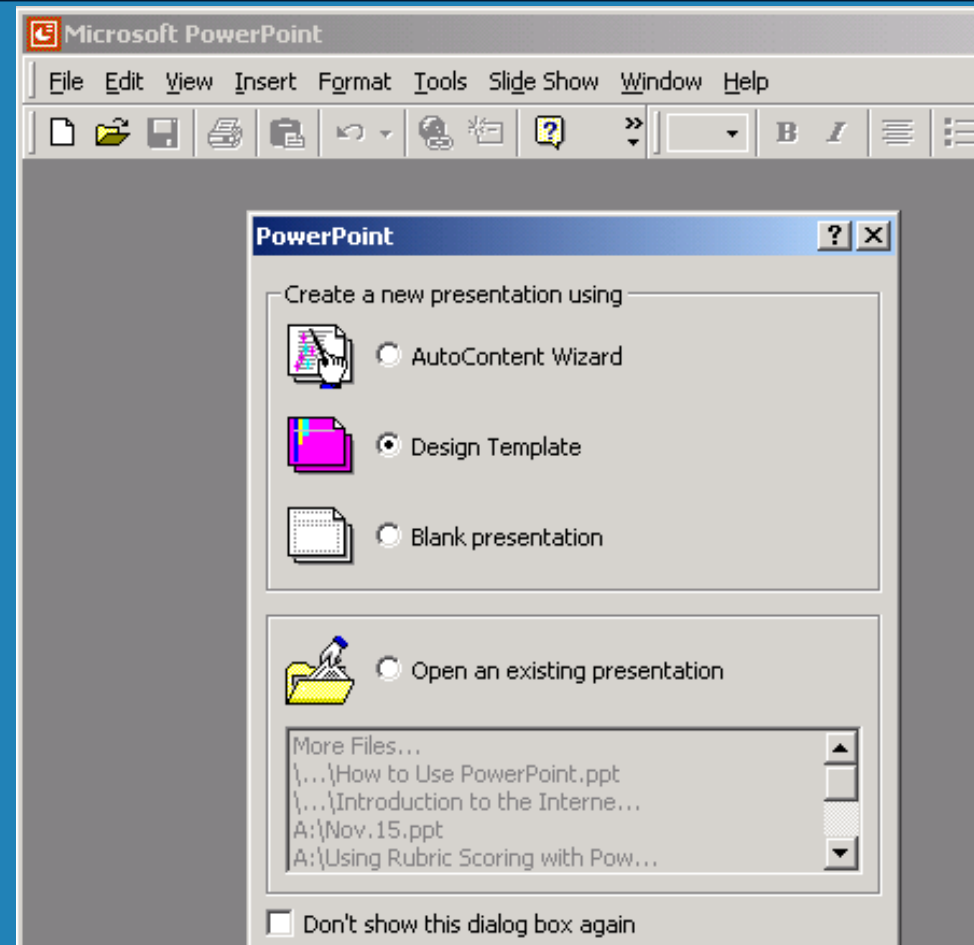 Microsoft PowerPoint
File Edit View Insert Format Tools Slide Show Window Help
B I
PowerPoint
Create a new presentation using
AutoContent Wizard
Design Template
Blank presentation
Open an existing presentation
More Files...
\...\How to Use PowerPoint.ppt
\...\Introduction to the Interne...
A:\Nov.15.ppt
A:\Using Rubric Scoring with Pow...
Don't show this dialog box again